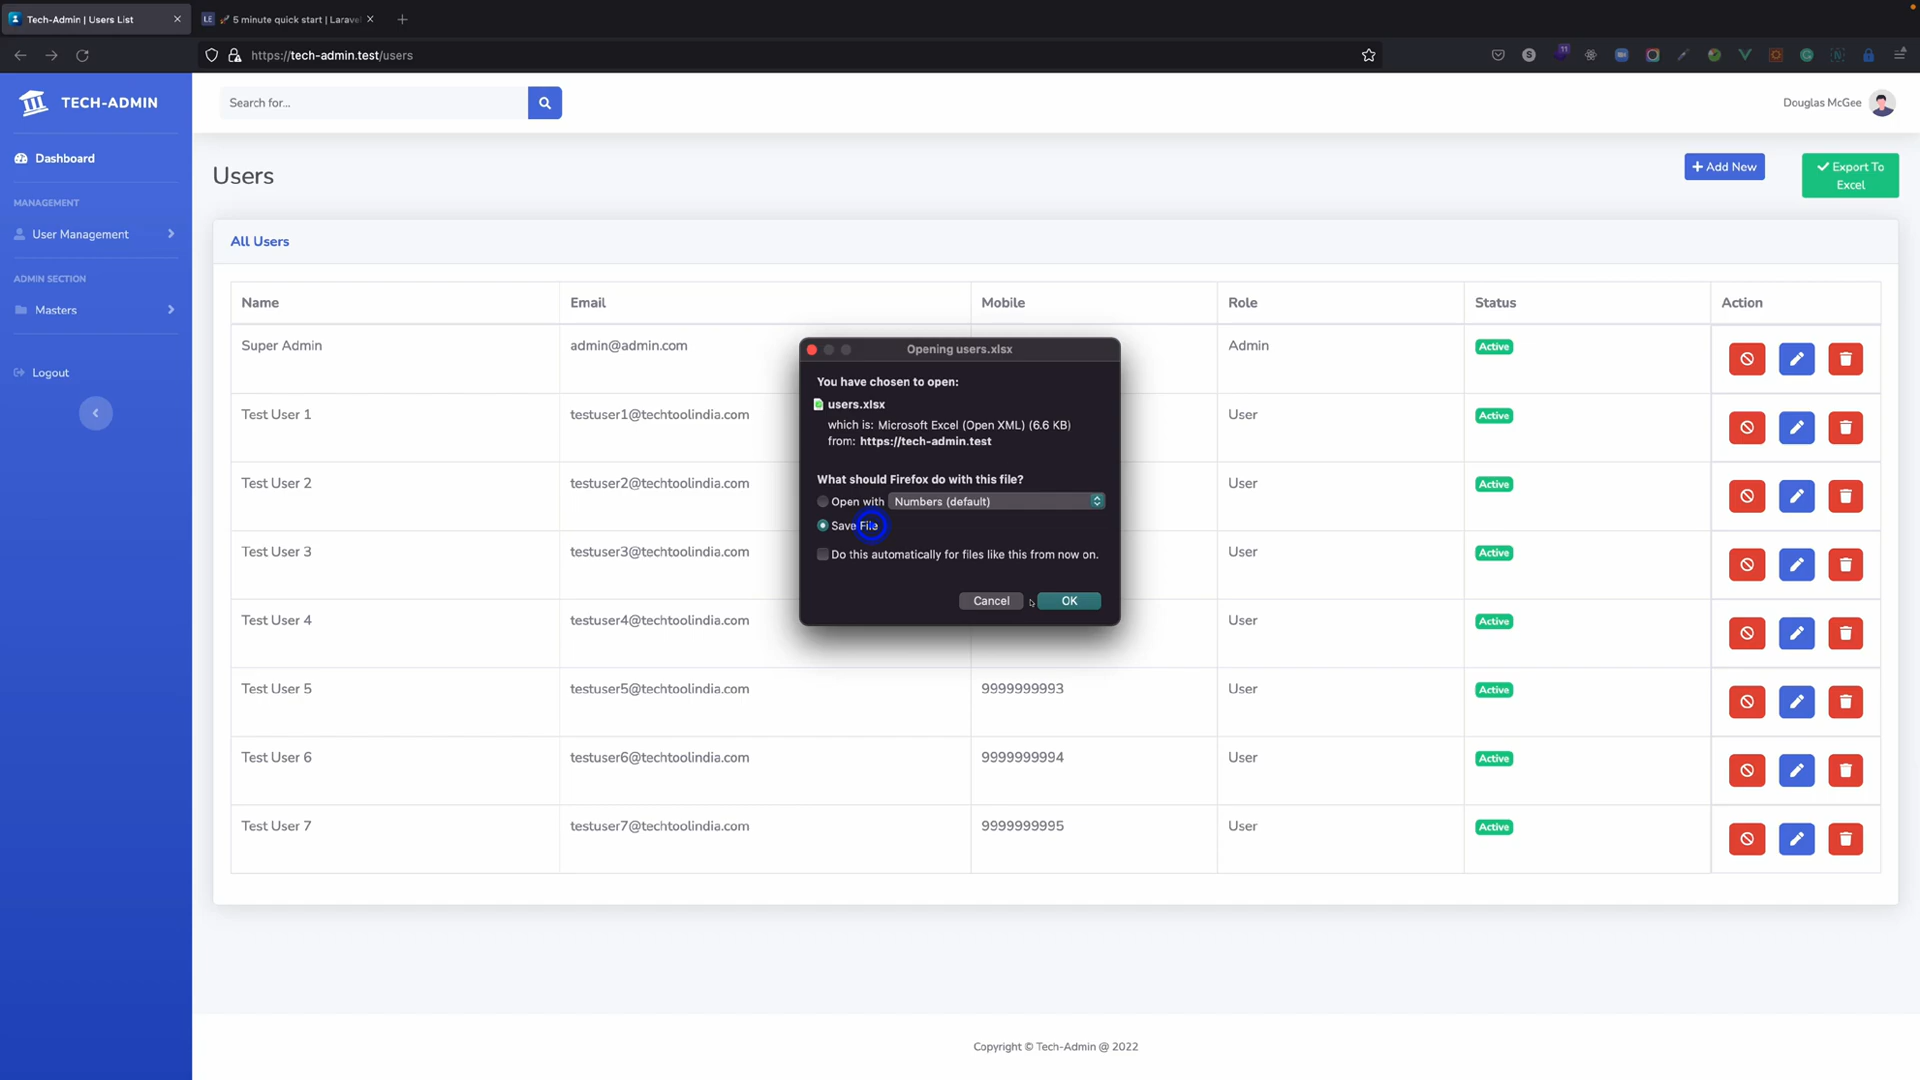 Tech-Admin | Users List
LE 5 minute quick start | Larave
https://tech-admin.test/users
11
TECH-ADMIN
Search for...
Douglas McGee
Dashboard
Users
Add New
Export To
Excel
MANAGEMENT
User Management
All Users
ADMIN SECTION
Masters
Name Email Mobile Role Status Action
Super Admin admin@admin.com Admin Active
Logout
Test User 1 testuser1@techtoolindia.com User Active
Test User 2 testuser2@techtoolindia.com User Active
Test User 3 testuser3@techtoolindia.com User Active
Test User 4 testuser4@techtoolindia.com User Active
Test User 5 testuser5@techtoolindia.com 9999999993 User Active
Test User 6 testuser6@techtoolindia.com 9999999994 User Active
Test User 7 testuser7@techtoolindia.com 9999999995 User Active
Opening users.xlsx
You have chosen to open:
users.xlsx
which is: Microsoft Excel (Open XML) (6.6 KB)
from: https://tech-admin.test
What should Firefox do with this file?
Open with Numbers (default)
Save File
Do this automatically for files like this from now on.
Cancel OK
Copyright © Tech-Admin @ 2022